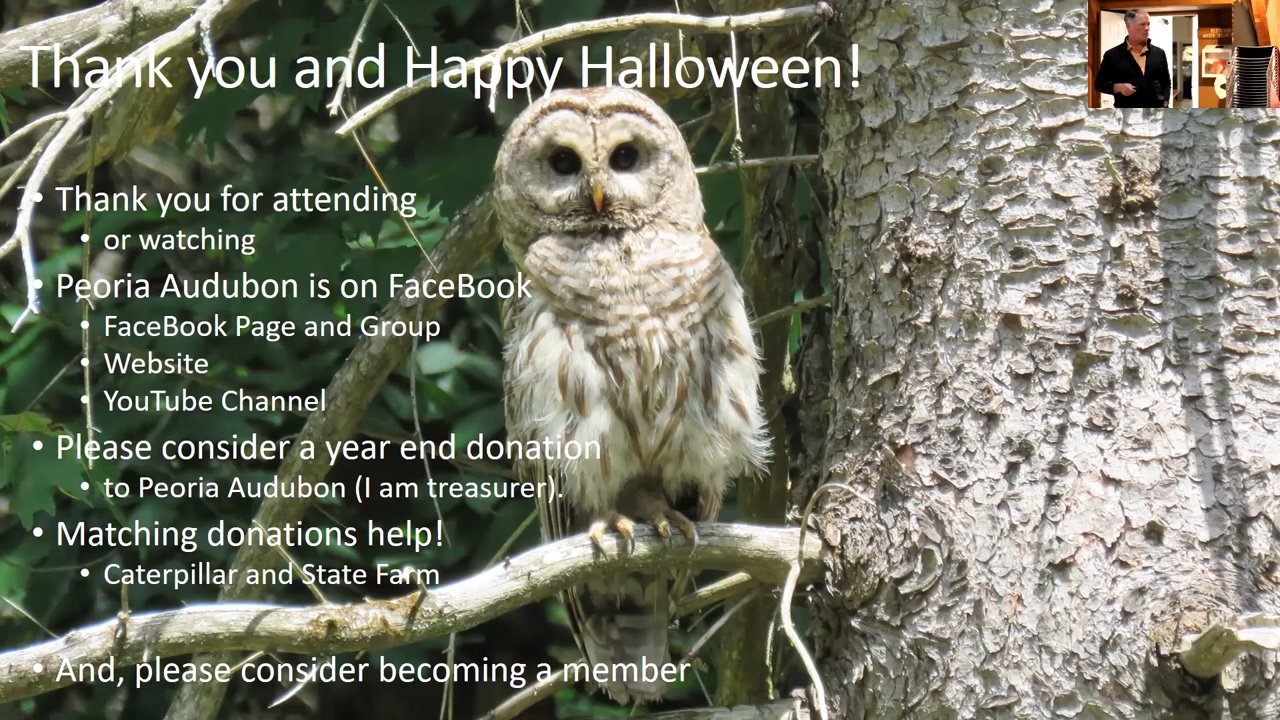 Thank you and Happy Halloween!
• Thank you for attending
• or watching
• Peoria Audubon is on FaceBook
• FaceBook Page and Group
• Website
• YouTube Channel
• Please consider a year end donation
• to Peoria Audubon (I am treasurer).
• Matching donations help!
• Caterpillar and State Farm
• And, please consider becoming a member